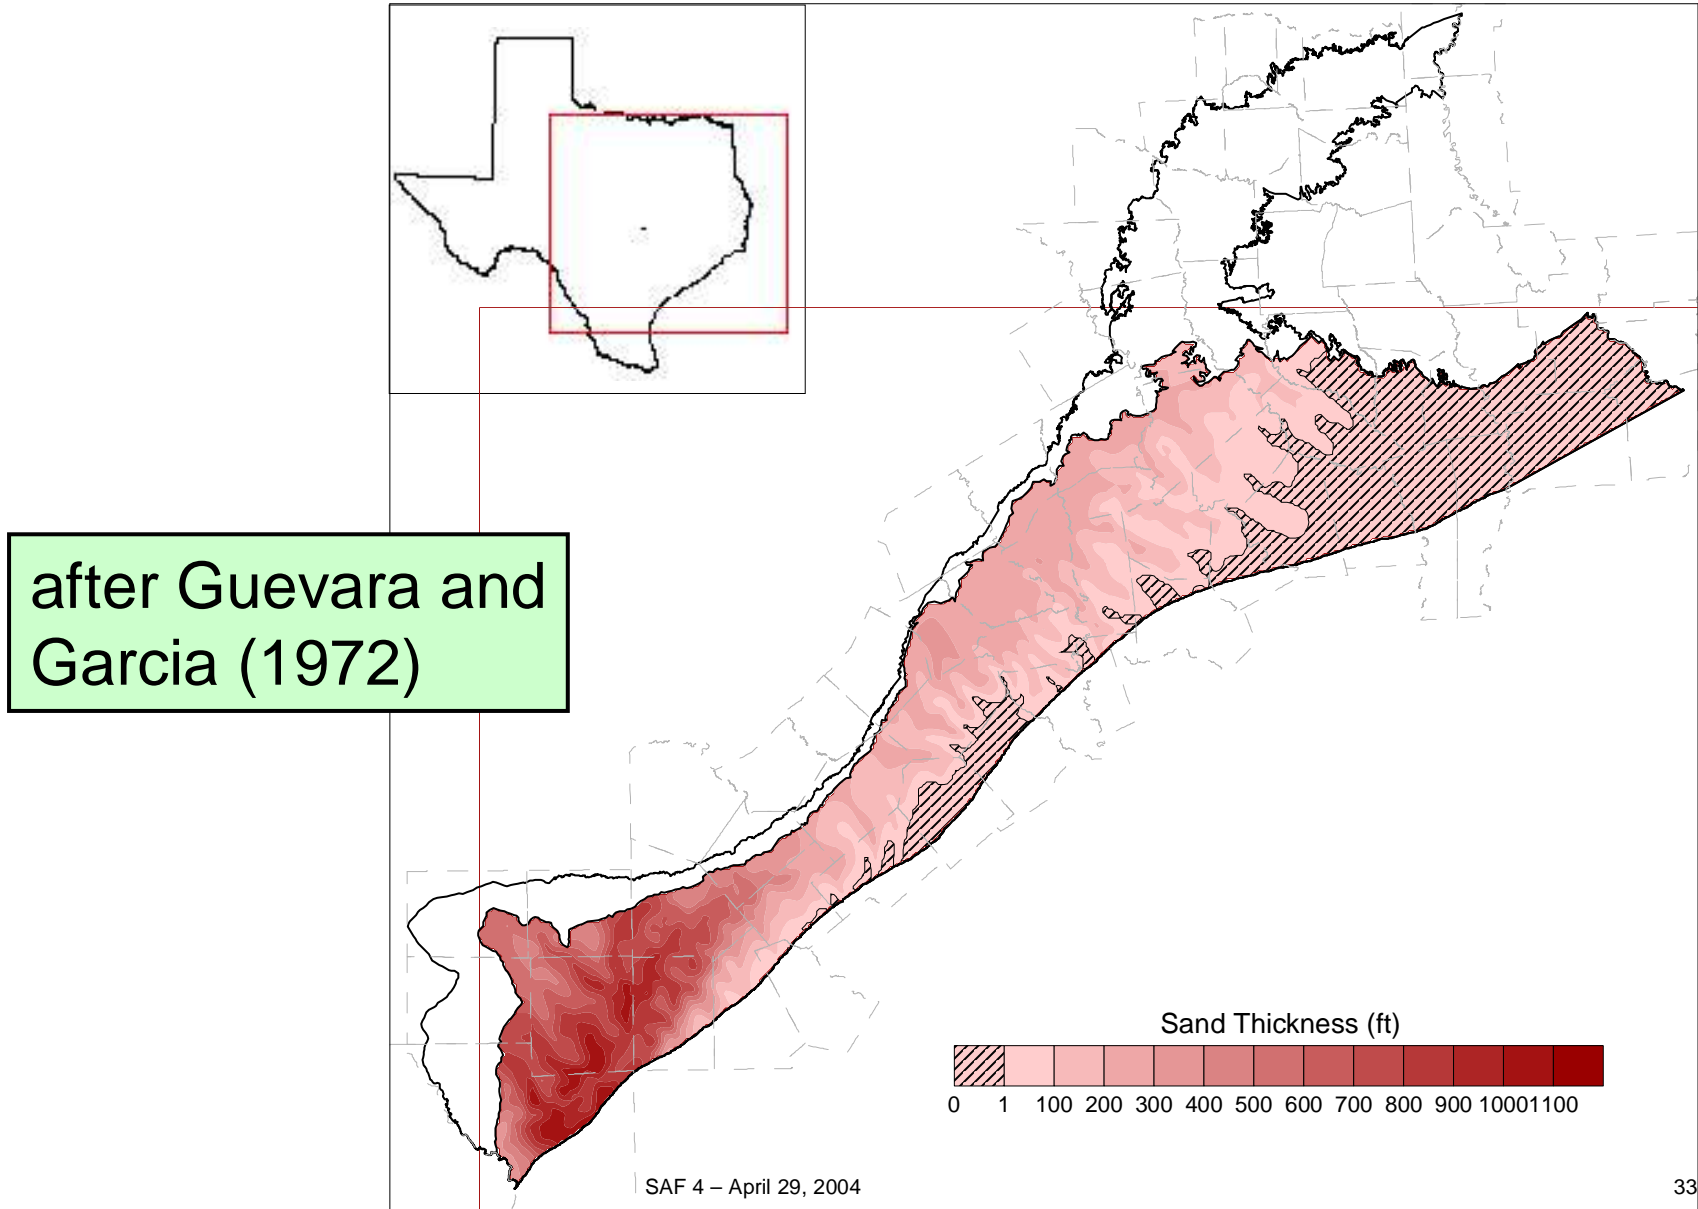 after Guevara and
Garcia (1972)
Sand Thickness (ft)
0 1 100 200 300 400 500 600 700 800 900 10001100
SAF 4 – April 29, 2004
33